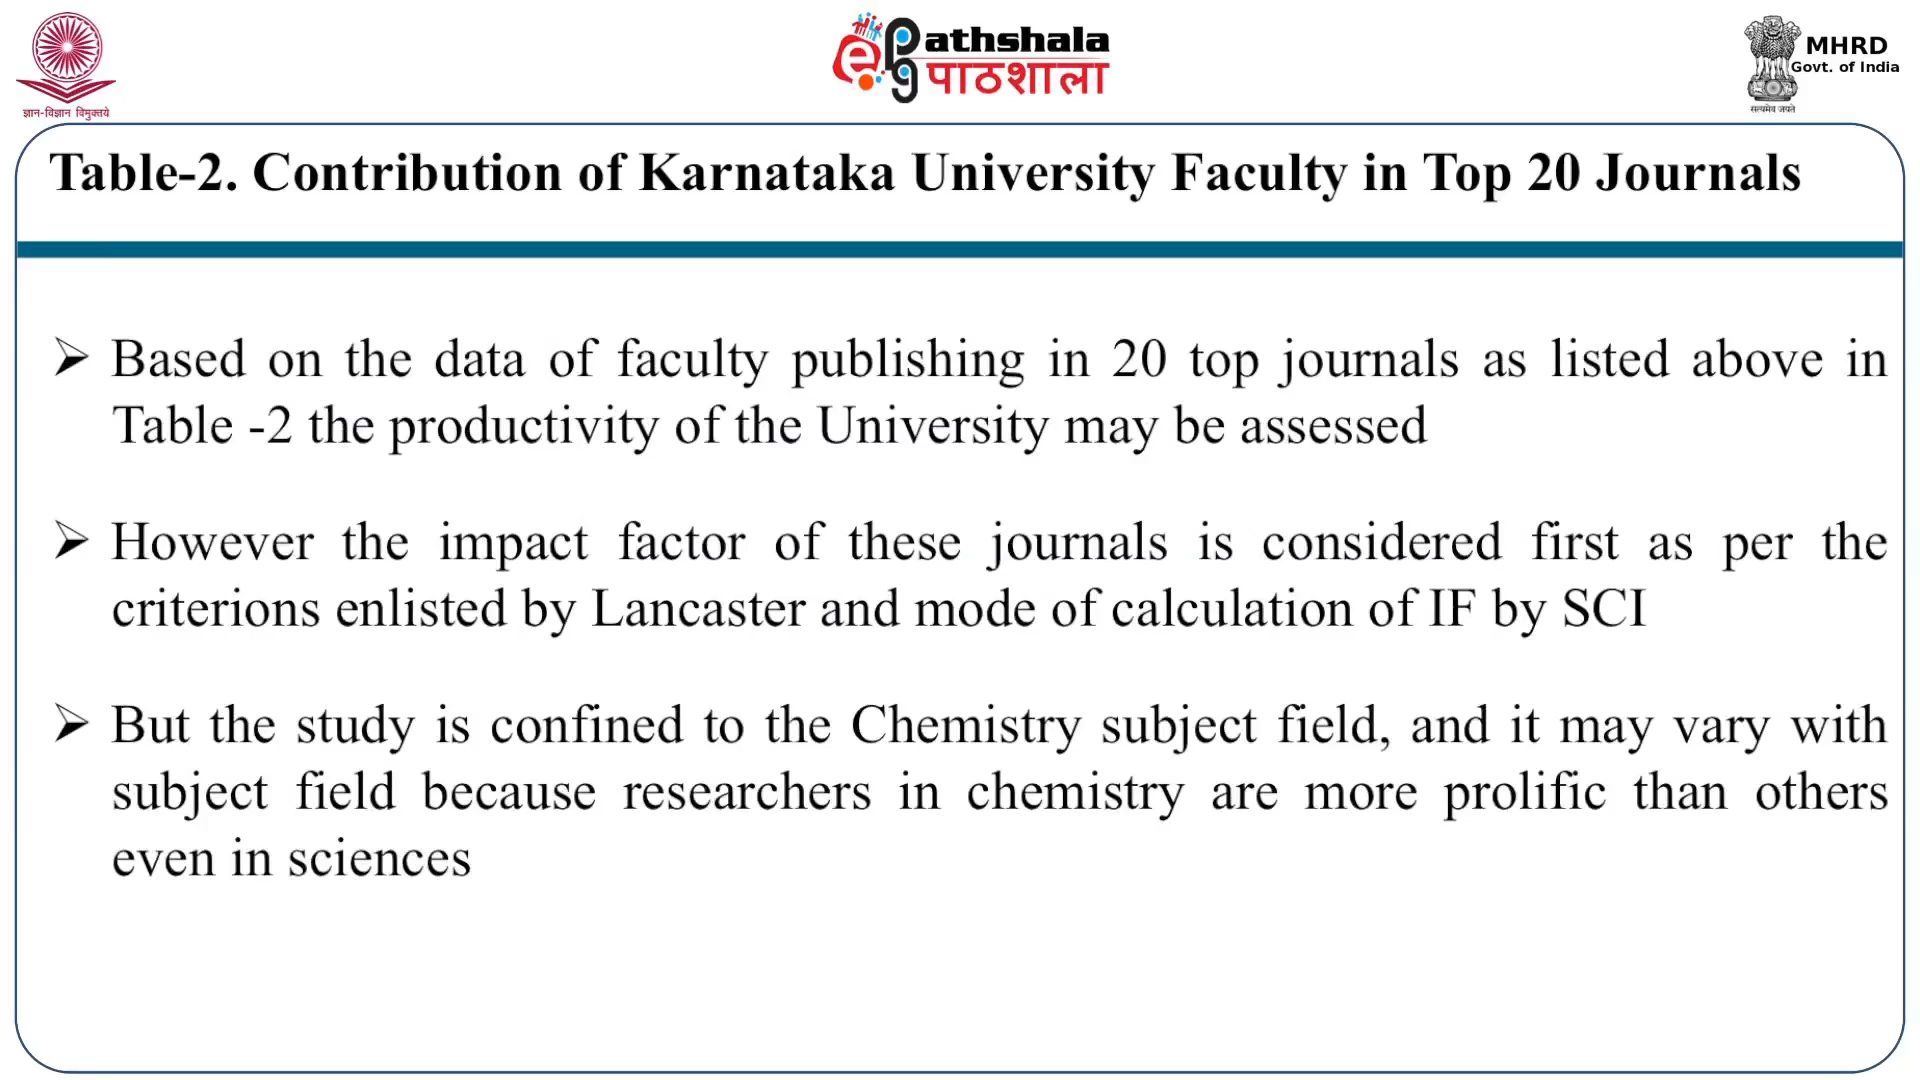 ज्ञान-विज्ञान विमुक्तये
ePathshala
पाठशाला
MHRD
Govt. of India
सत्यमेव जयते
Table-2. Contribution of Karnataka University Faculty in Top 20 Journals
Based on the data of faculty publishing in 20 top journals as listed above in
Table -2 the productivity of the University may be assessed
However the impact factor of these journals is considered first as per the
criterions enlisted by Lancaster and mode of calculation of IF by SCI
But the study is confined to the Chemistry subject field, and it may vary with
subject field because researchers in chemistry are more prolific than others
even in sciences